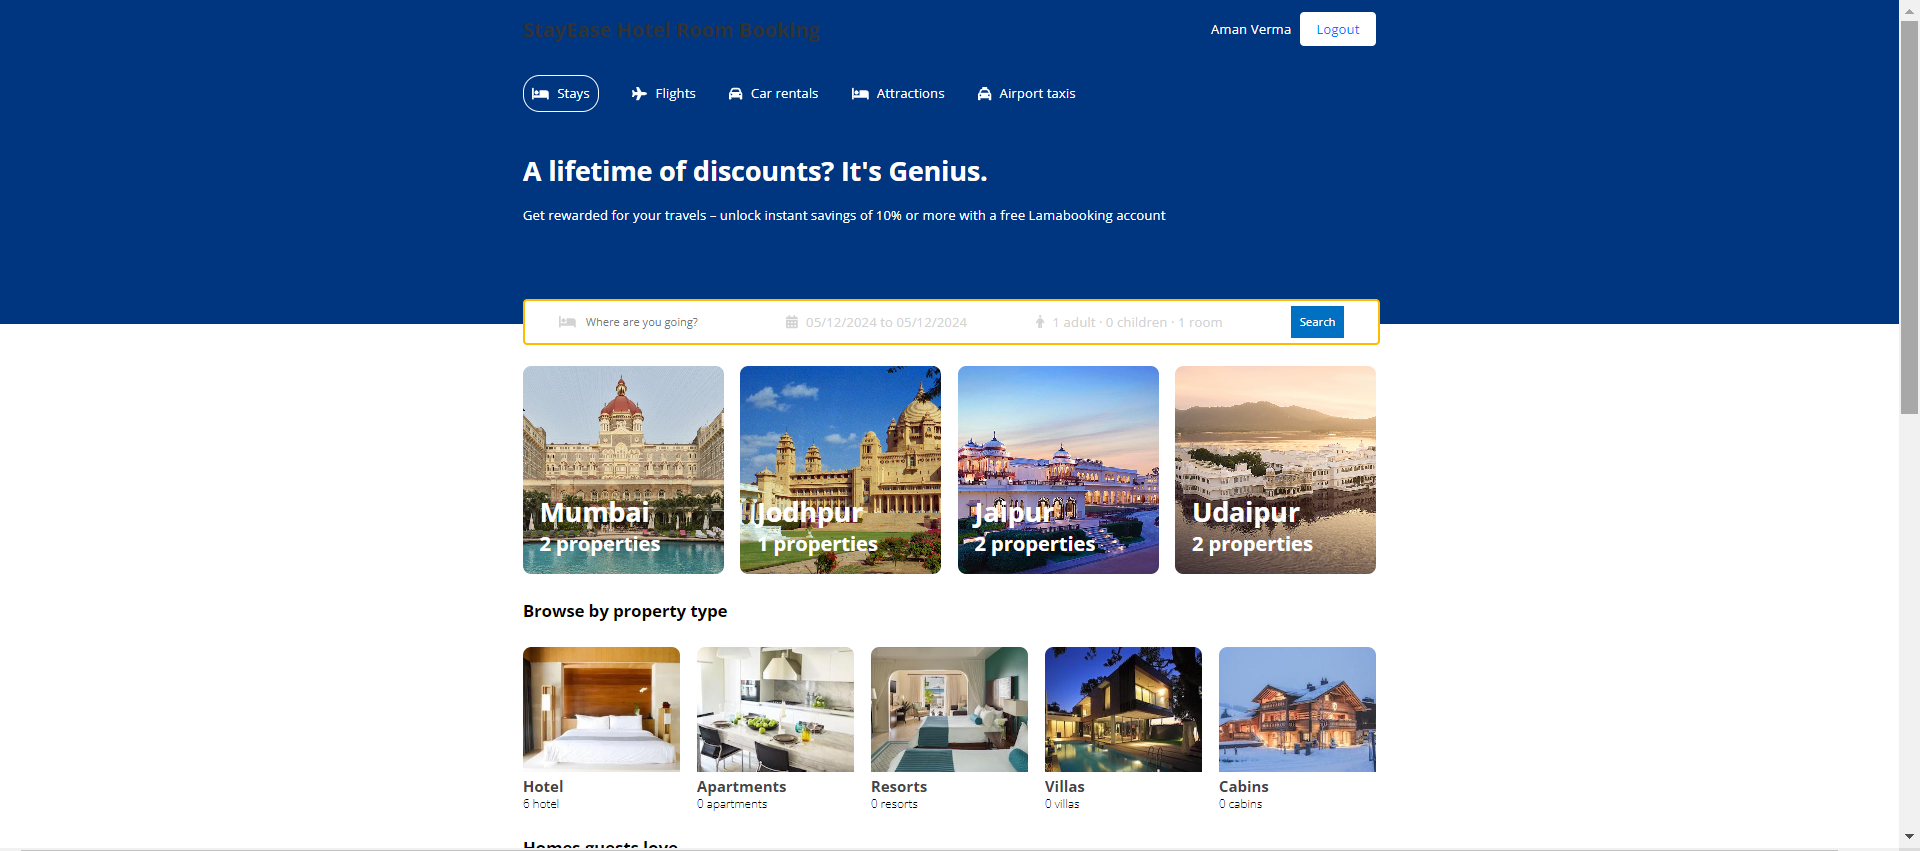 StayEase Hotel Room Booking
Aman Verma
Logout
Stays
Flights
Car rentals
Attractions
Airport taxis
A lifetime of discounts? It's Genius.
Get rewarded for your travels – unlock instant savings of 10% or more with a free Lamabooking account
Where are you going?
05/12/2024 to 05/12/2024
1 adult · 0 children · 1 room
Search
Mumbai
2 properties
Jodhpur
1 properties
Jaipur
2 properties
Udaipur
2 properties
Browse by property type
Hotel
6 hotel
Apartments
0 apartments
Resorts
0 resorts
Villas
0 villas
Cabins
0 cabins
Homes guests love